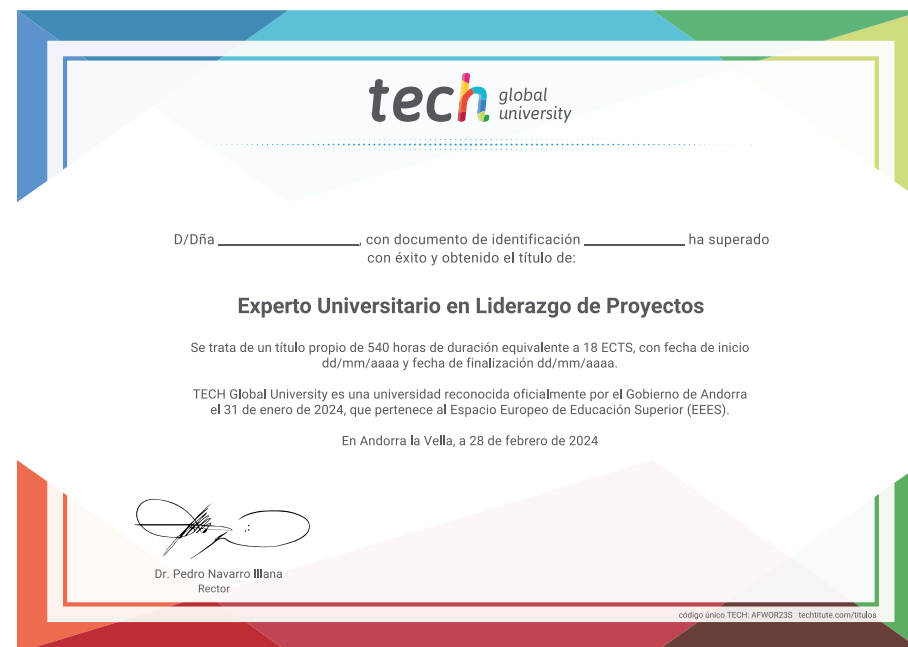 tech global university
D/Dña ________________, con documento de identificación ____________ ha superado
con éxito y obtenido el título de:
Experto Universitario en Liderazgo de Proyectos
Se trata de un título propio de 540 horas de duración equivalente a 18 ECTS, con fecha de inicio
dd/mm/aaaa y fecha de finalización dd/mm/aaaa.
TECH Global University es una universidad reconocida oficialmente por el Gobierno de Andorra
el 31 de enero de 2024, que pertenece al Espacio Europeo de Educación Superior (EEES).
En Andorra la Vella, a 28 de febrero de 2024
Dr. Pedro Navarro Illana
Rector
código único TECH: AFWOR23S techtitute.com/titulos